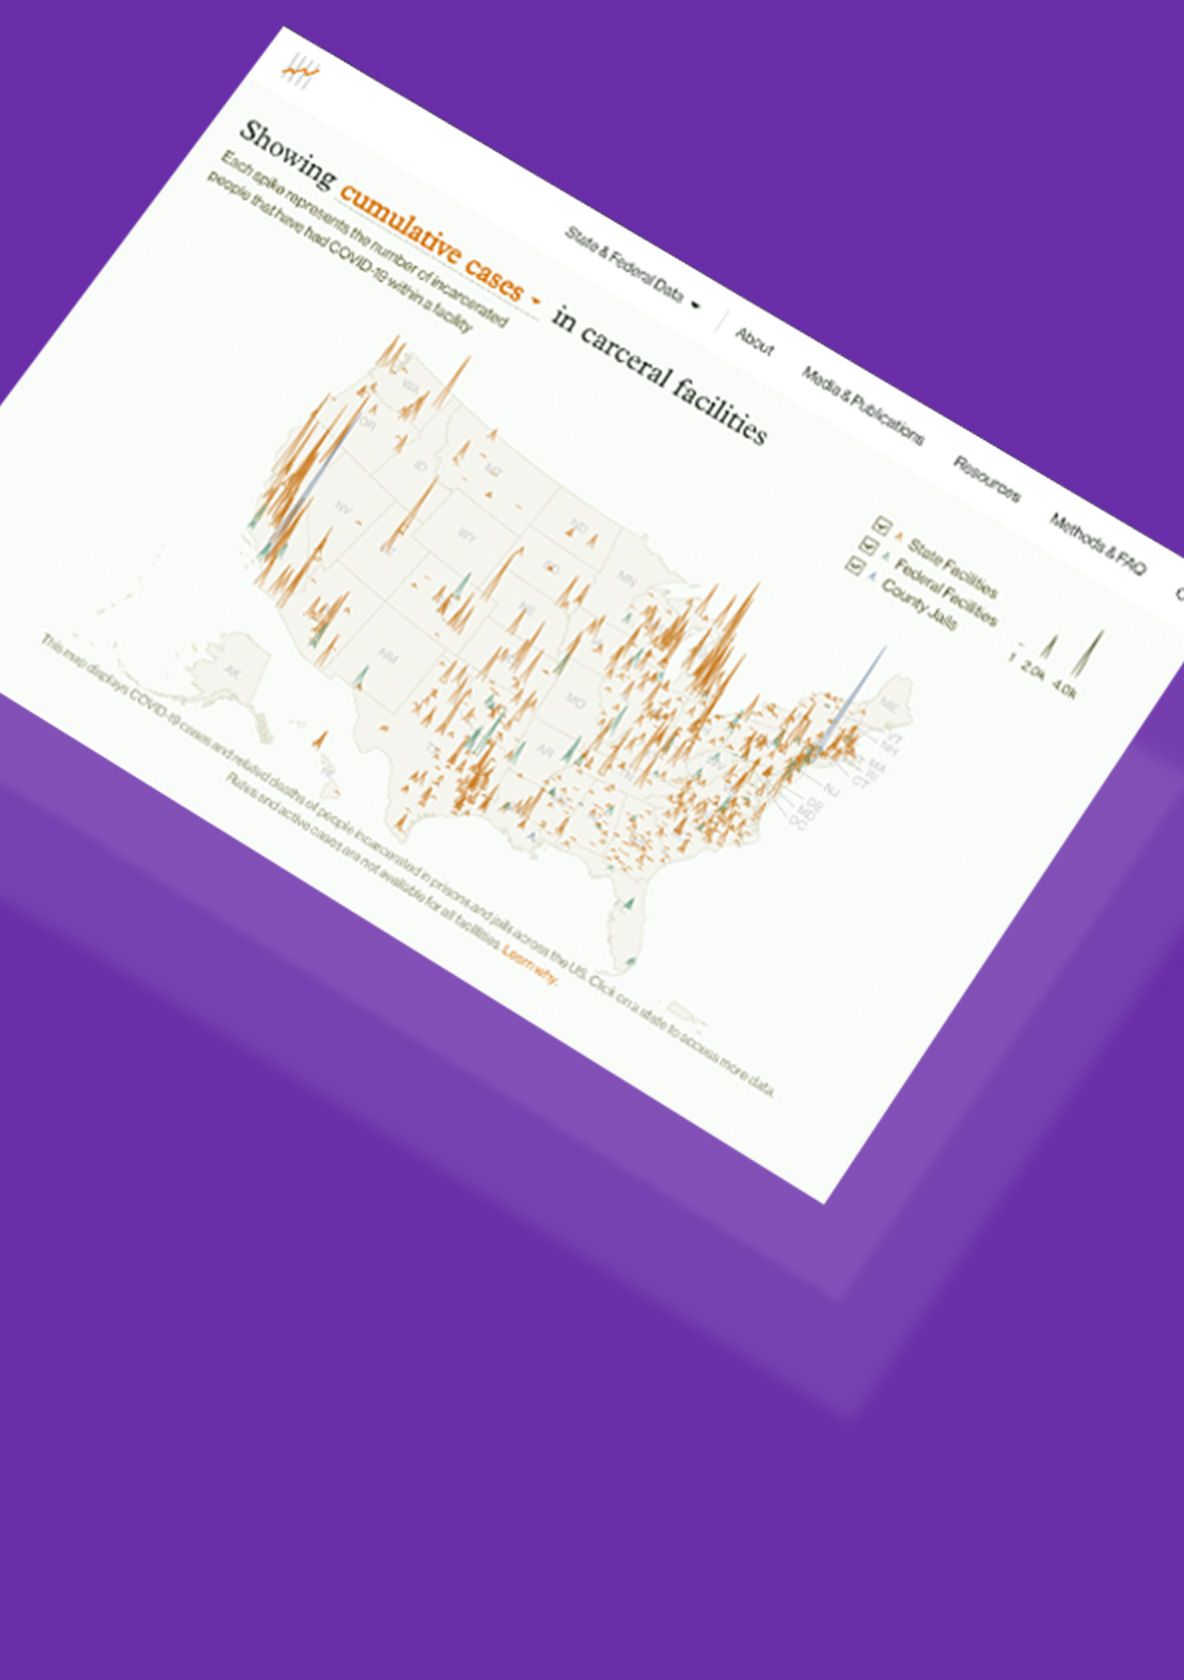 State & Federal Data
About
Media & Publications
Resources
Methods & FAQ
Showing cumulative cases in carceral facilities
Each spike represents the number of incarcerated
people that have had COVID-19 within a facility
State Facilities
Federal Facilities
County Jails
1 2.0k 4.0k
WA
OR
ID
MT
ND
MN
NV
WY
NM
MO
AR
AK
ME
VT
NH
MA
RI
CT
NJ
This map displays COVID-19 cases and related deaths of people incarcerated in prisons and jails across the US. Click on a state to access more data.
Rates and active cases are not available for all facilities. Learn why.